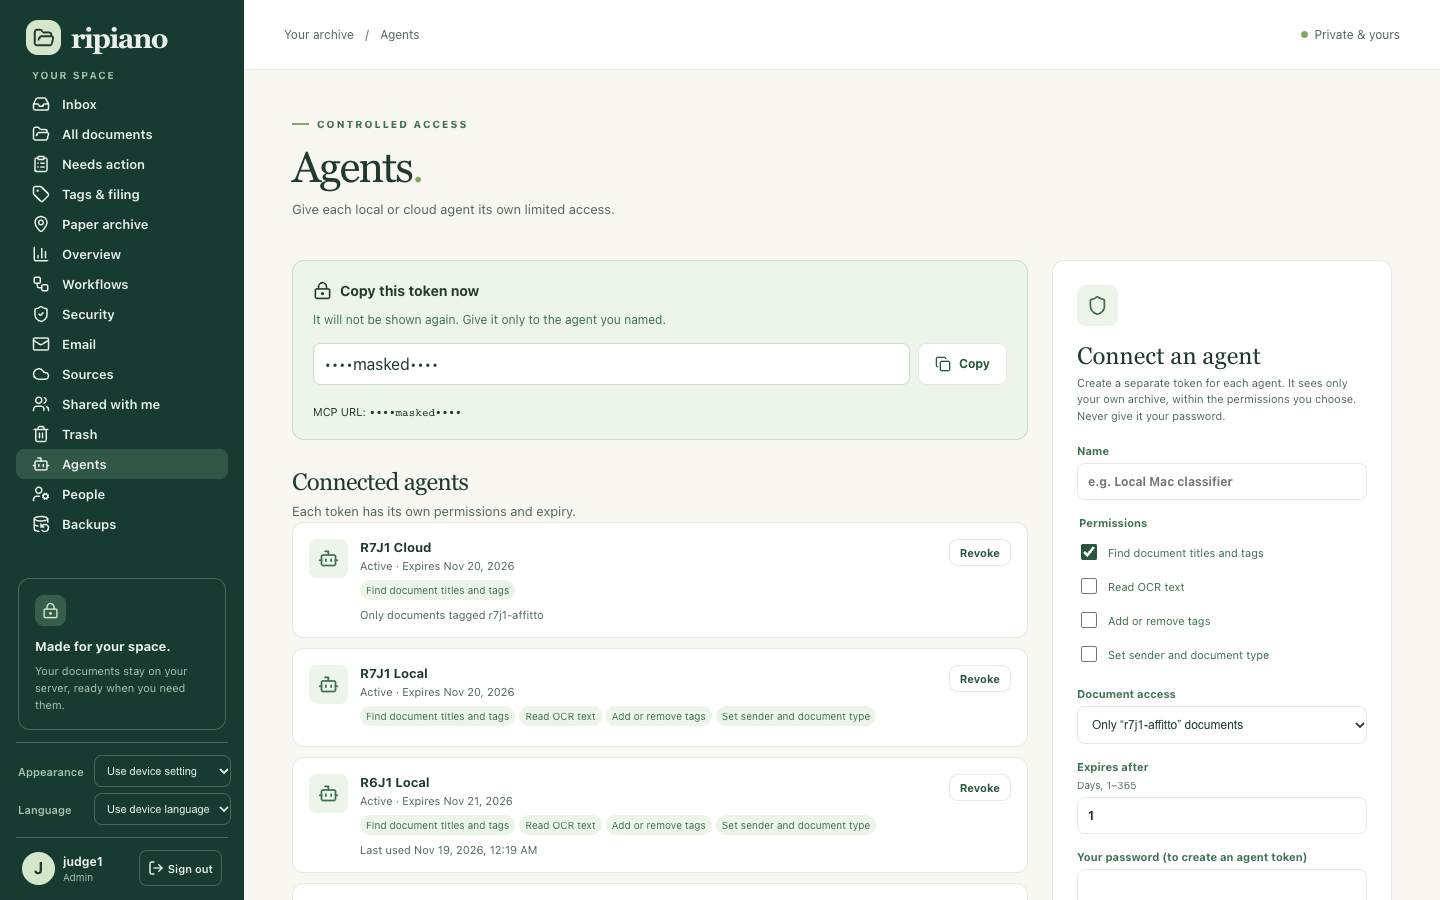 ripiano
YOUR SPACE
Inbox
All documents
Needs action
Tags & filing
Paper archive
Overview
Workflows
Security
Email
Sources
Shared with me
Trash
Agents
People
Backups
Made for your space.
Your documents stay on your
server, ready when you need
them.
Appearance
Use device setting
Language
Use device language
J
judge1
Admin
Sign out
Your archive / Agents
Private & yours
CONTROLLED ACCESS
Agents.
Give each local or cloud agent its own limited access.
Copy this token now
It will not be shown again. Give it only to the agent you named.
••••masked••••
Copy
MCP URL: ••••masked••••
Connected agents
Each token has its own permissions and expiry.
R7J1 Cloud
Active · Expires Nov 20, 2026
Find document titles and tags
Only documents tagged r7j1-affitto
Revoke
R7J1 Local
Active · Expires Nov 20, 2026
Find document titles and tags Read OCR text Add or remove tags Set sender and document type
Revoke
R6J1 Local
Active · Expires Nov 21, 2026
Find document titles and tags Read OCR text Add or remove tags Set sender and document type
Last used Nov 19, 2026, 12:19 AM
Revoke
Connect an agent
Create a separate token for each agent. It sees only
your own archive, within the permissions you choose.
Never give it your password.
Name
e.g. Local Mac classifier
Permissions
Find document titles and tags
Read OCR text
Add or remove tags
Set sender and document type
Document access
Only “r7j1-affitto” documents
Expires after
Days, 1–365
1
Your password (to create an agent token)